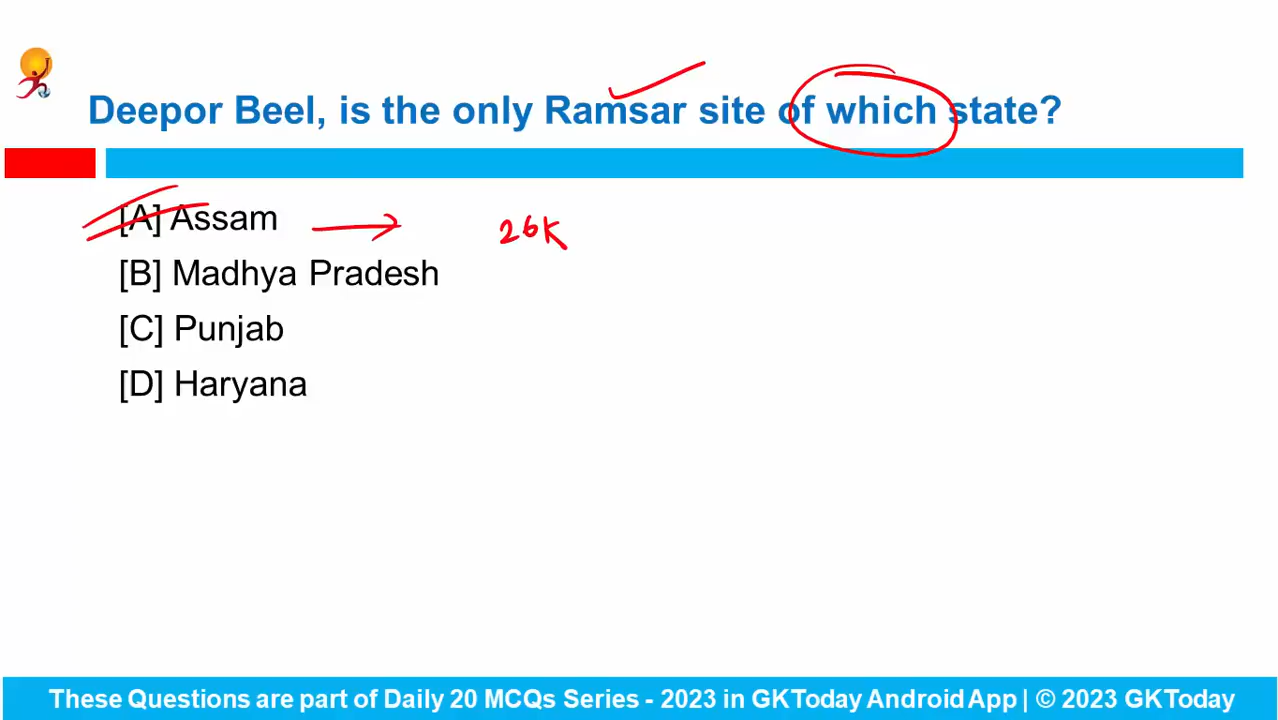 Deepor Beel, is the only Ramsar site of which state?
[A] Assam → 26K
[B] Madhya Pradesh
[C] Punjab
[D] Haryana
These Questions are part of Daily 20 MCQs Series - 2023 in GKToday Android App | © 2023 GKToday